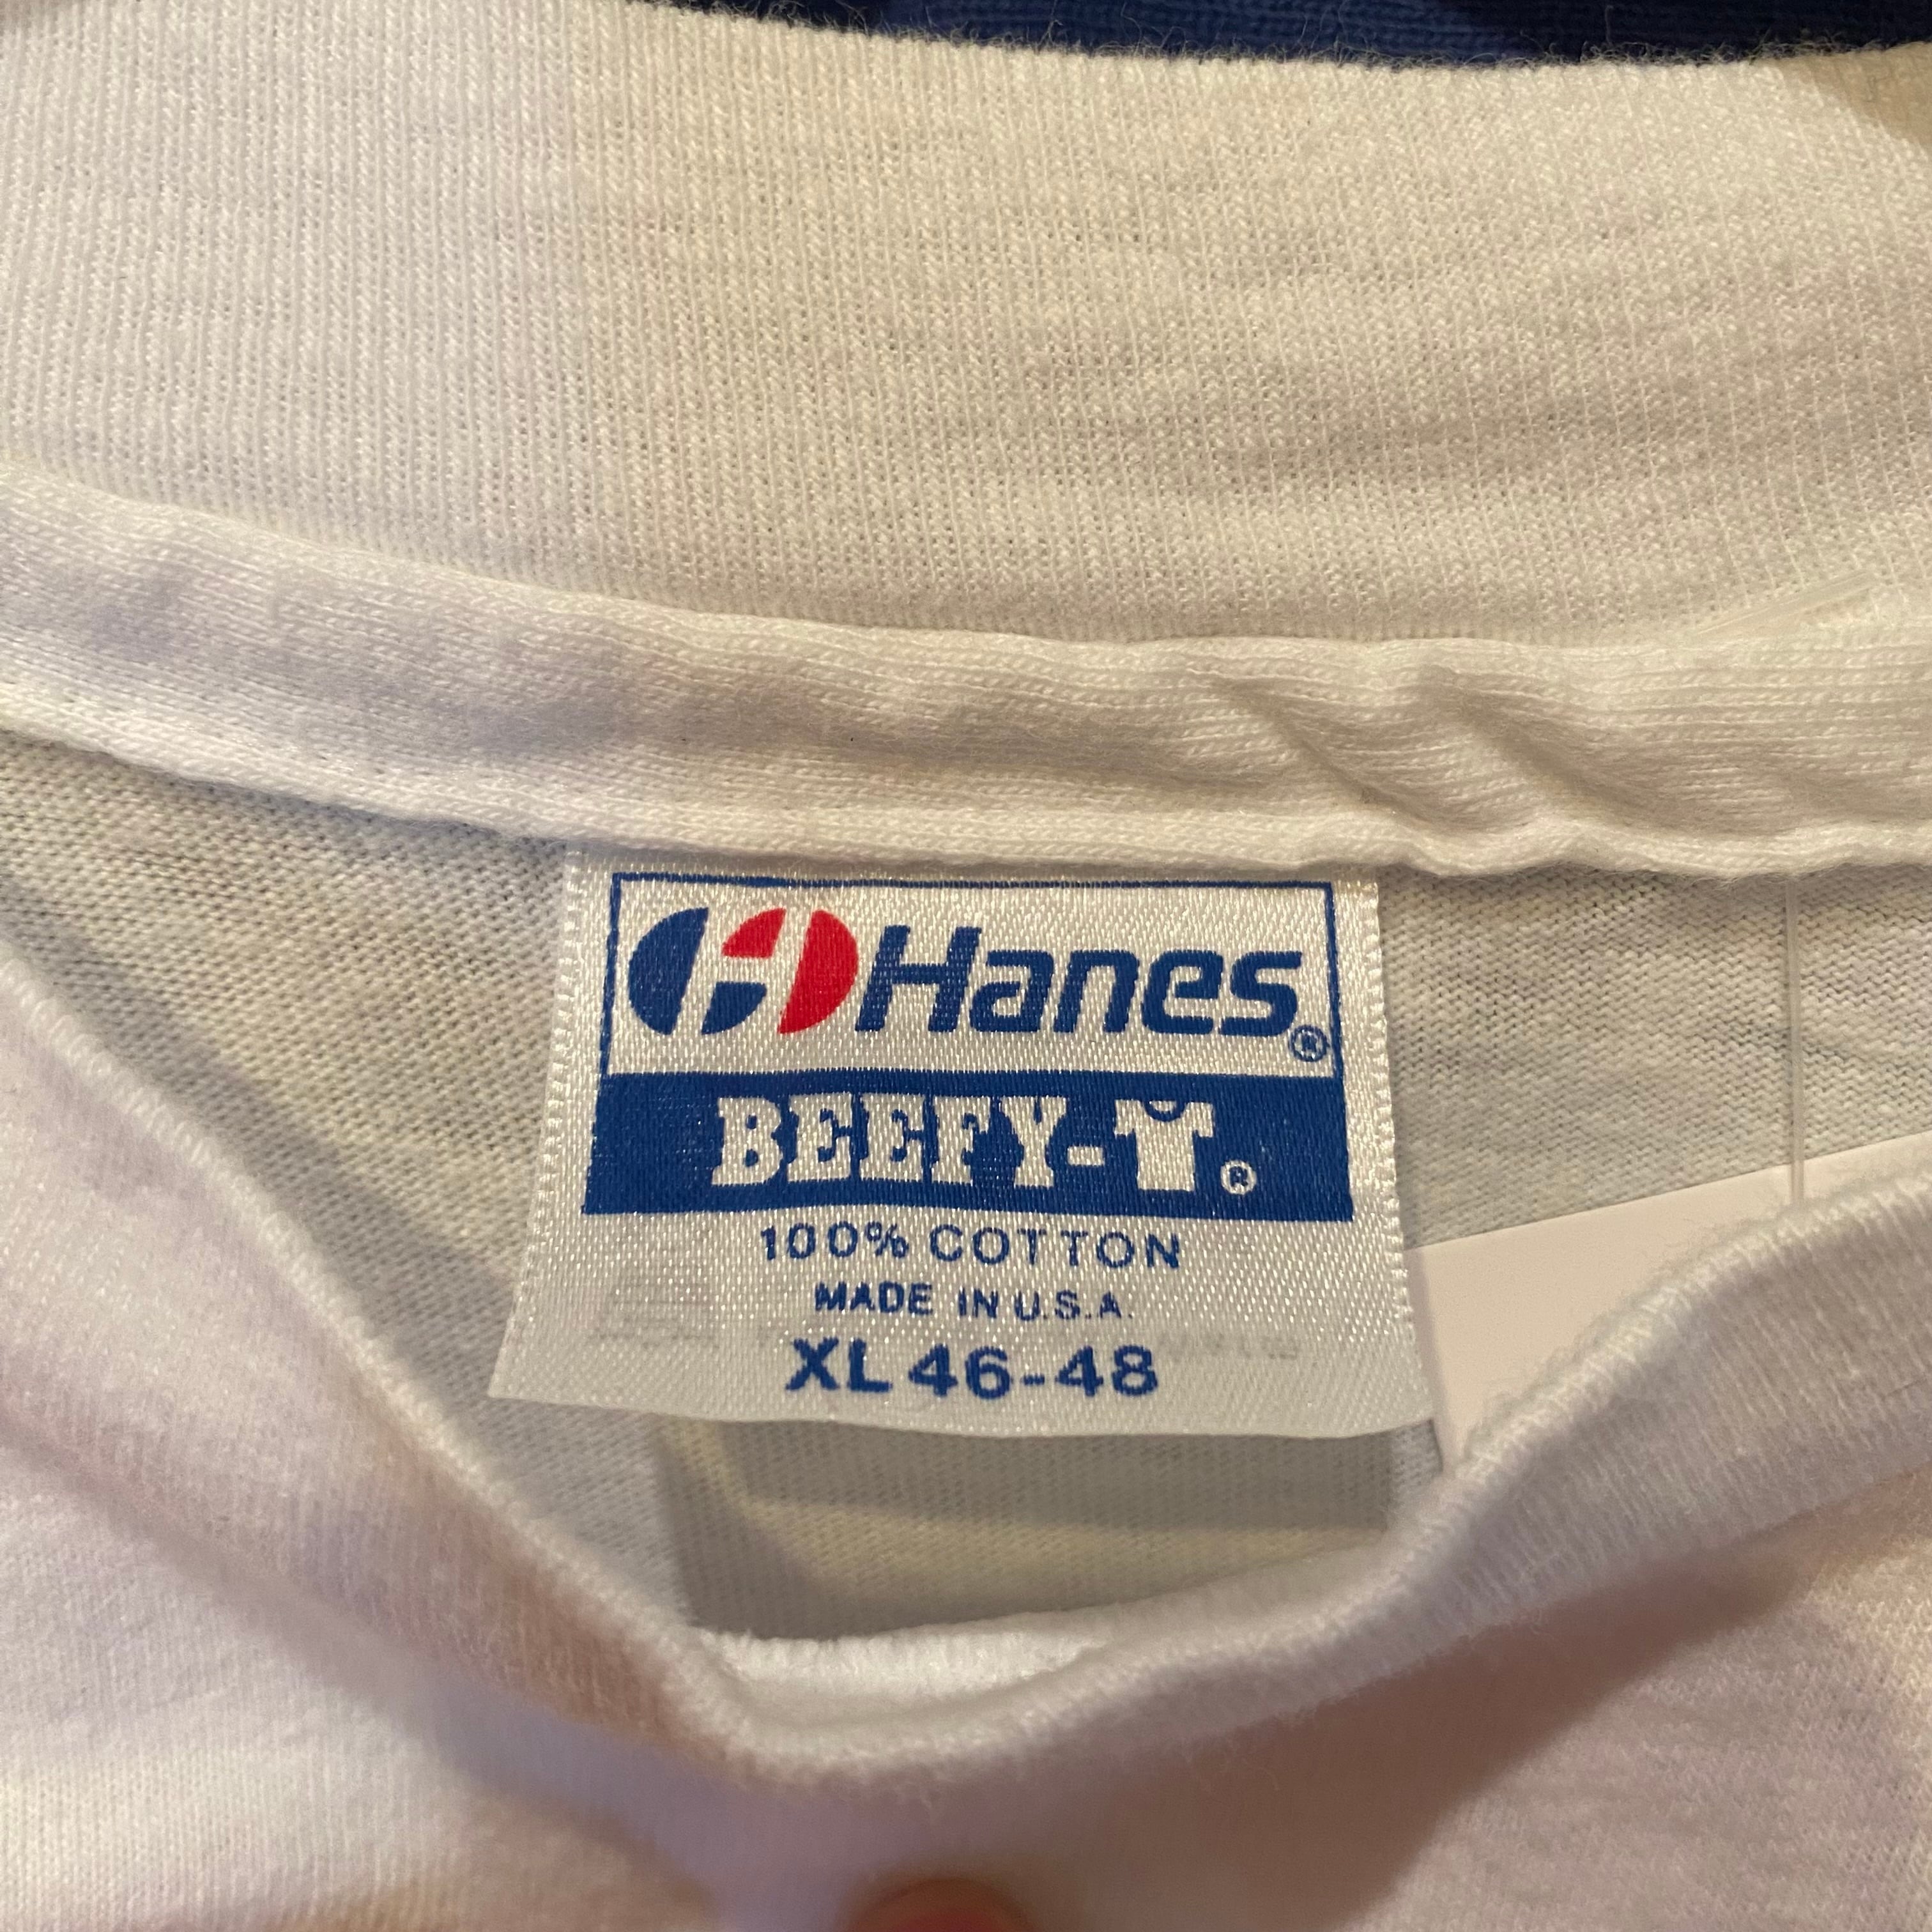 Hanes®
BEEFY-T®
100% COTTON
MADE IN U.S.A.
XL 46-48